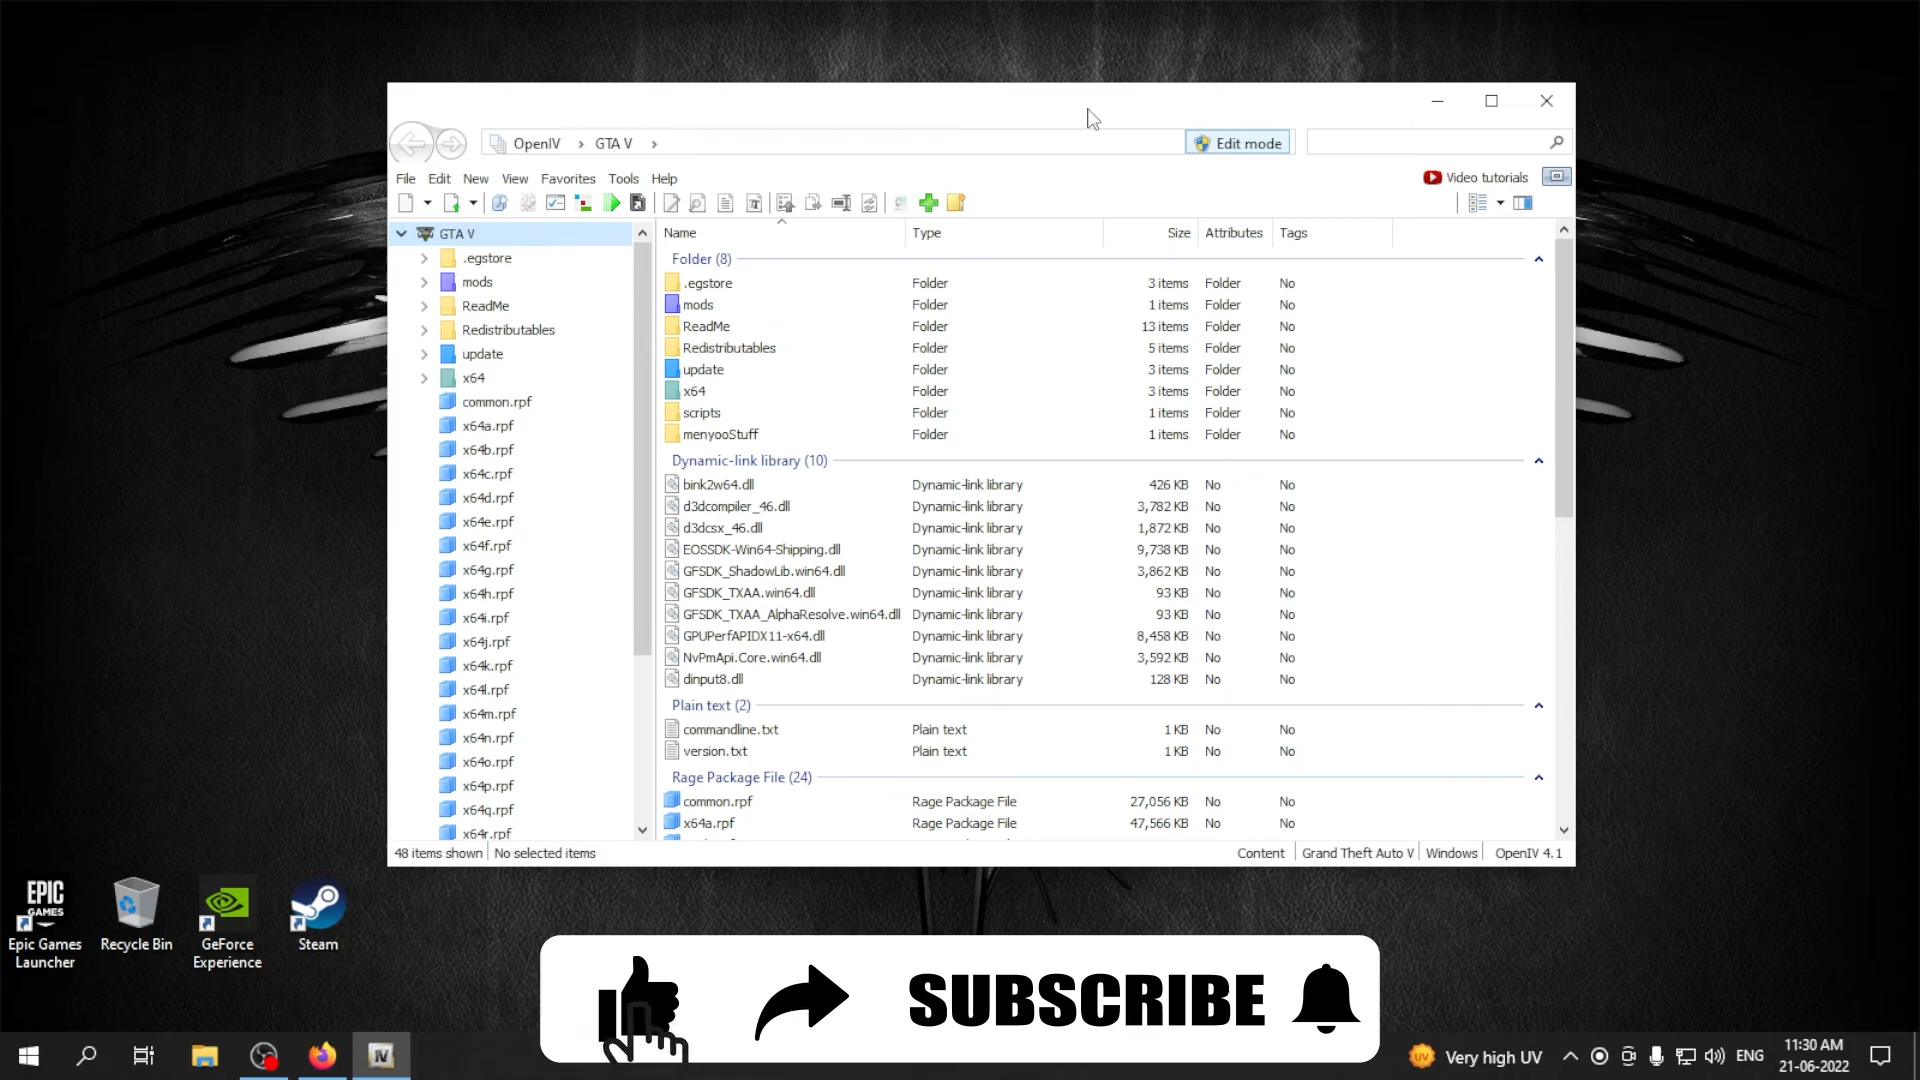 OpenIV > GTA V >
Edit mode
File Edit New View Favorites Tools Help
Video tutorials
GTA V
.egstore
mods
ReadMe
Redistributables
update
x64
common.rpf
x64a.rpf
x64b.rpf
x64c.rpf
x64d.rpf
x64e.rpf
x64f.rpf
x64g.rpf
x64h.rpf
x64i.rpf
x64j.rpf
x64k.rpf
x64l.rpf
x64m.rpf
x64n.rpf
x64o.rpf
x64p.rpf
x64q.rpf
x64r.rpf
Name Type Size Attributes Tags
Folder (8)
.egstore Folder 3 items Folder No
mods Folder 1 items Folder No
ReadMe Folder 13 items Folder No
Redistributables Folder 5 items Folder No
update Folder 3 items Folder No
x64 Folder 3 items Folder No
scripts Folder 1 items Folder No
menyooStuff Folder 1 items Folder No
Dynamic-link library (10)
bink2w64.dll Dynamic-link library 426 KB No No
d3dcompiler_46.dll Dynamic-link library 3,782 KB No No
d3dcsx_46.dll Dynamic-link library 1,872 KB No No
EOSSDK-Win64-Shipping.dll Dynamic-link library 9,738 KB No No
GFSDK_ShadowLib.win64.dll Dynamic-link library 3,862 KB No No
GFSDK_TXAA.win64.dll Dynamic-link library 93 KB No No
GFSDK_TXAA_AlphaResolve.win64.dll Dynamic-link library 93 KB No No
GPUPerfAPIDX11-x64.dll Dynamic-link library 8,458 KB No No
NvPmApi.Core.win64.dll Dynamic-link library 3,592 KB No No
dinput8.dll Dynamic-link library 128 KB No No
Plain text (2)
commandline.txt Plain text 1 KB No No
version.txt Plain text 1 KB No No
Rage Package File (24)
common.rpf Rage Package File 27,056 KB No No
x64a.rpf Rage Package File 47,566 KB No No
48 items shown No selected items Content Grand Theft Auto V Windows OpenIV 4.1
EPIC
GAMES
Epic Games
Launcher
Recycle Bin
GeForce
Experience
Steam
SUBSCRIBE
IV
UV
Very high UV
ENG
11:30 AM
21-06-2022